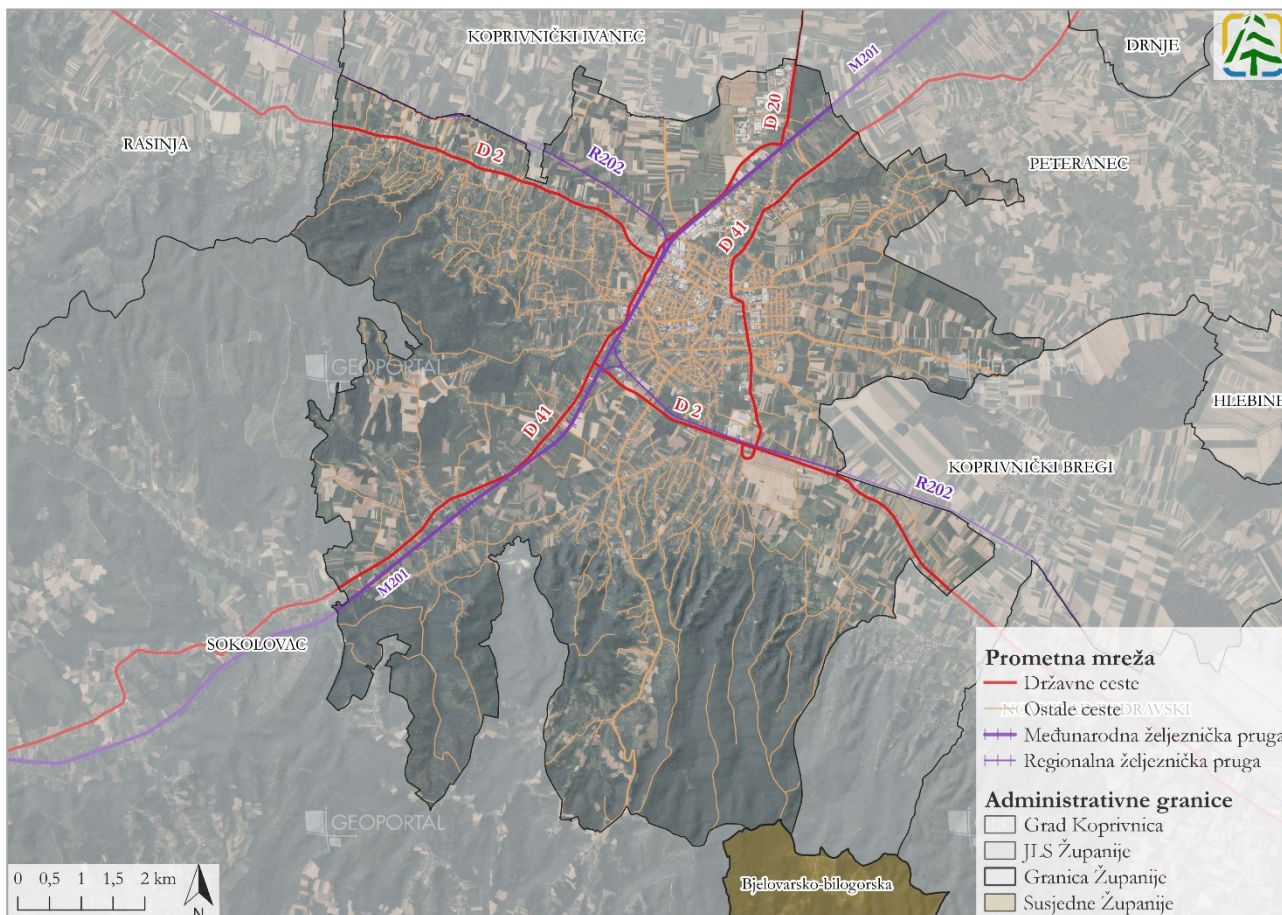 KOPRIVNIČKI IVANEC
DRNJE
M201
D 20
RASINJA
D 2
R202
PETERANEC
D 41
GEOPORTAL
GEOPORTAL
HLEBINE
D 41
D 2
KOPRIVNIČKI BREGI
R202
M201
SOKOLOVAC
Prometna mreža
Državne ceste
Ostale ceste
Međunarodna željeznička pruga
Regionalna željeznička pruga
Administrativne granice
GEOPORTAL
Grad Koprivnica
JLS Županije
Granica Županije
Susjedne Županije
Bjelovarsko-bilogorska
0 0,5 1 1,5 2 km
N